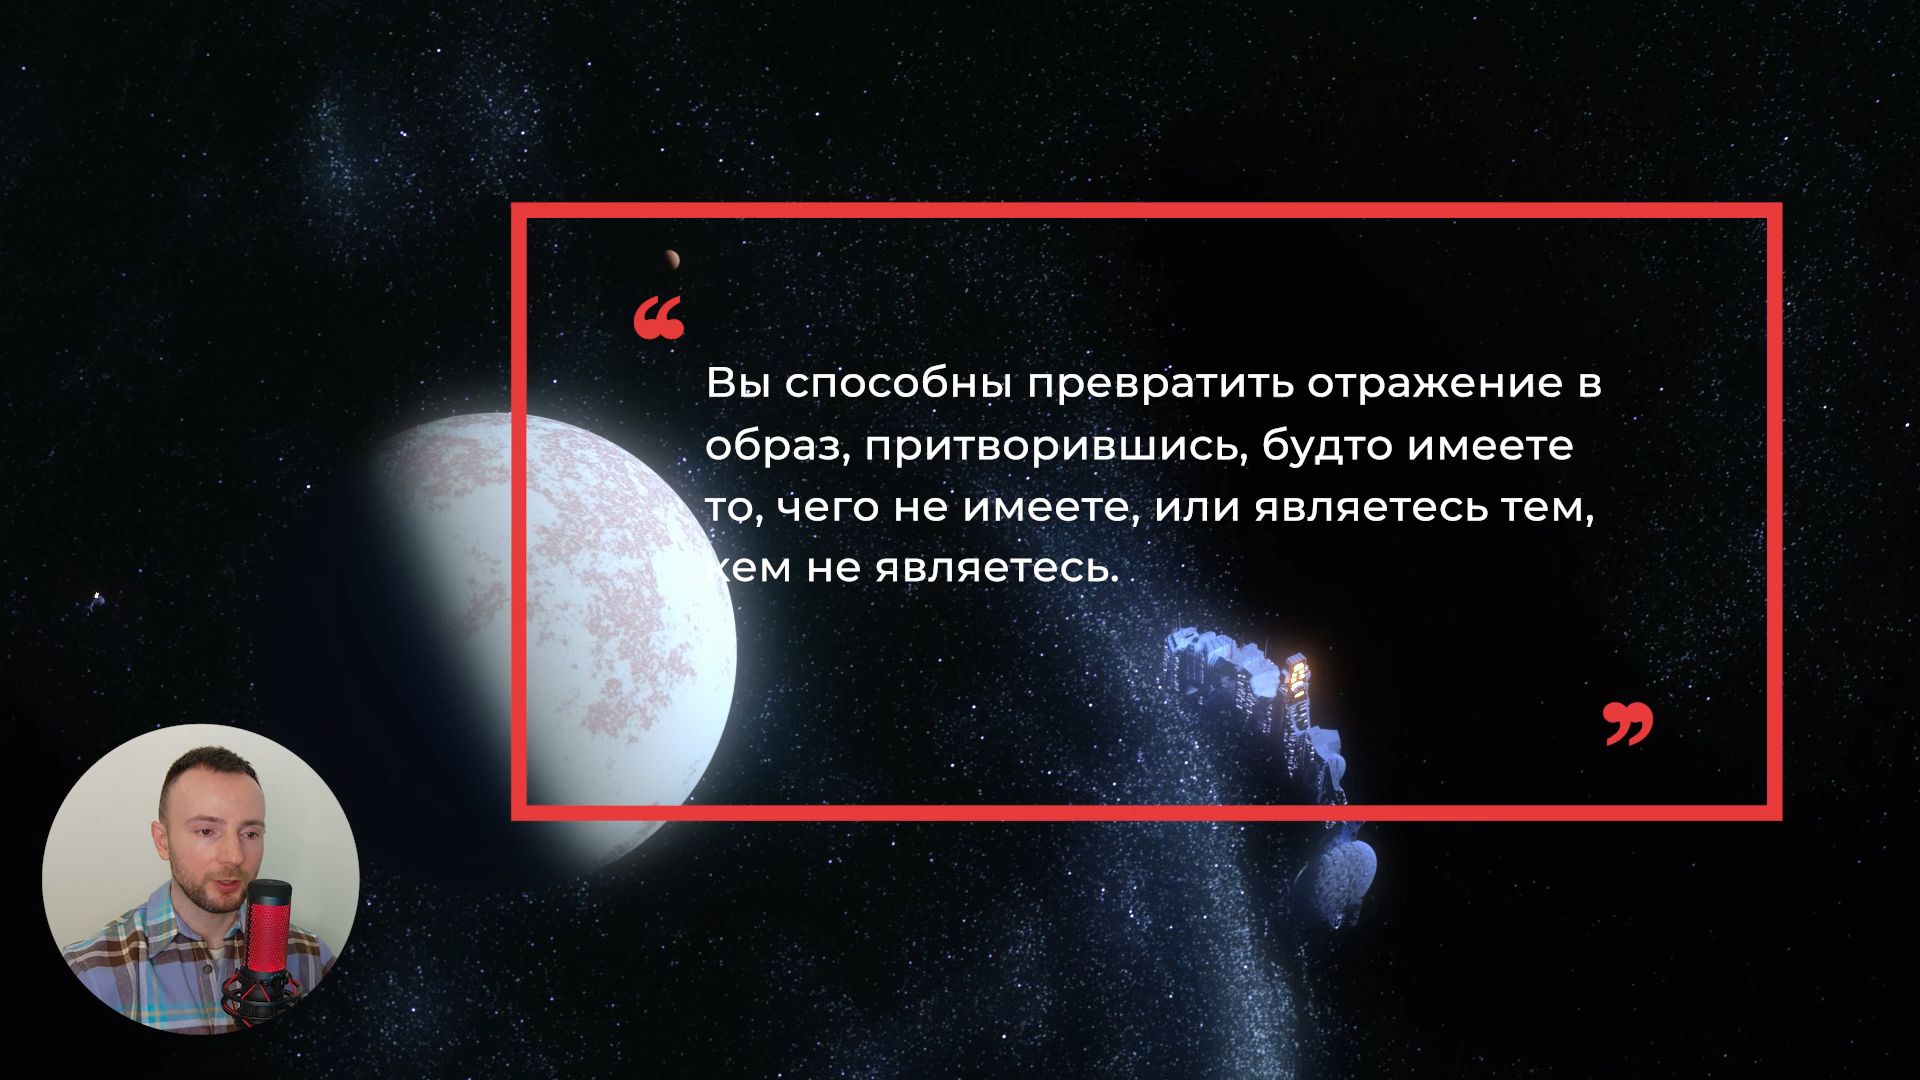 “
Вы способны превратить отражение в
образ, притворившись, будто имеете
то, чего не имеете, или являетесь тем,
кем не являетесь.
”